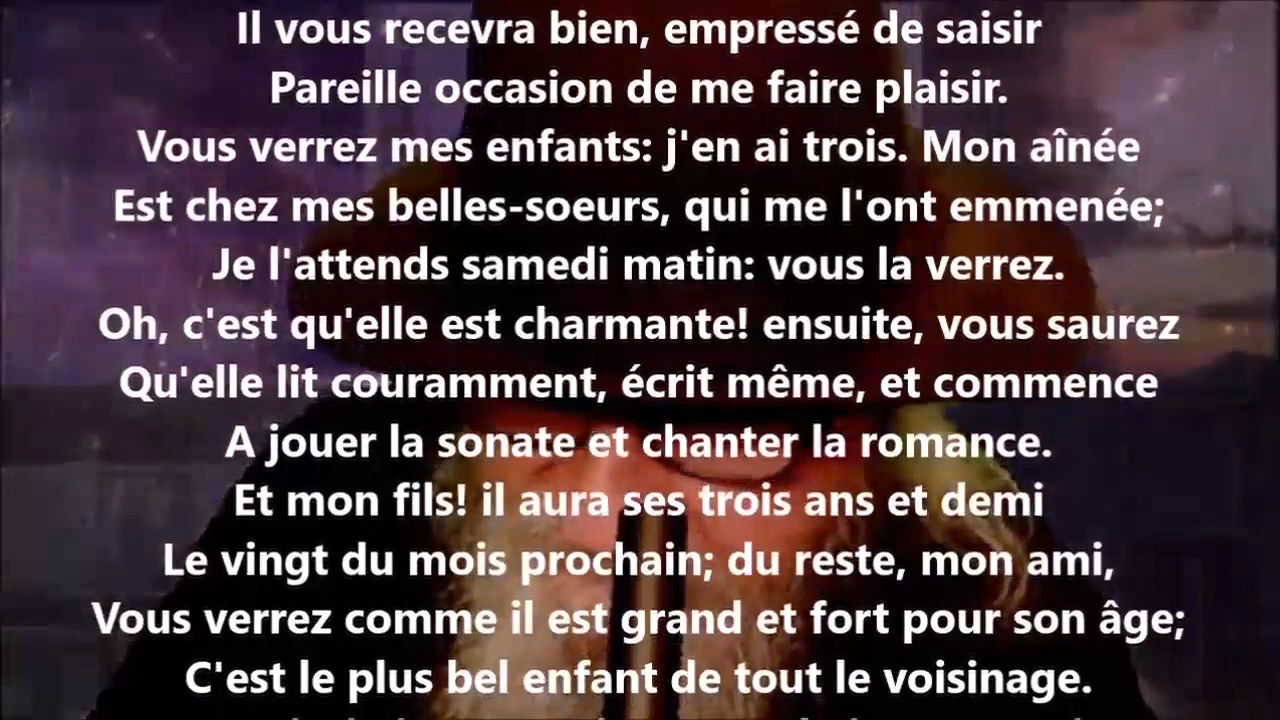 Il vous recevra bien, empressé de saisir
Pareille occasion de me faire plaisir.
Vous verrez mes enfants: j'en ai trois. Mon aînée
Est chez mes belles-soeurs, qui me l'ont emmenée;
Je l'attends samedi matin: vous la verrez.
Oh, c'est qu'elle est charmante! ensuite, vous saurez
Qu'elle lit couramment, écrit même, et commence
A jouer la sonate et chanter la romance.
Et mon fils! il aura ses trois ans et demi
Le vingt du mois prochain; du reste, mon ami,
Vous verrez comme il est grand et fort pour son âge;
C'est le plus bel enfant de tout le voisinage.